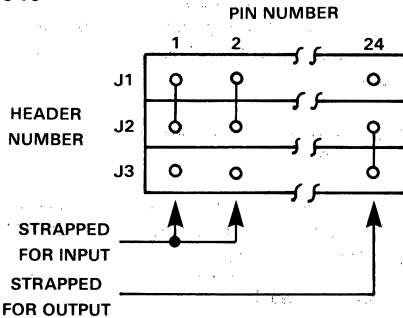 PIN NUMBER
1 2 24
J1
HEADER
NUMBER
J2
J3
STRAPPED
FOR INPUT
STRAPPED
FOR OUTPUT